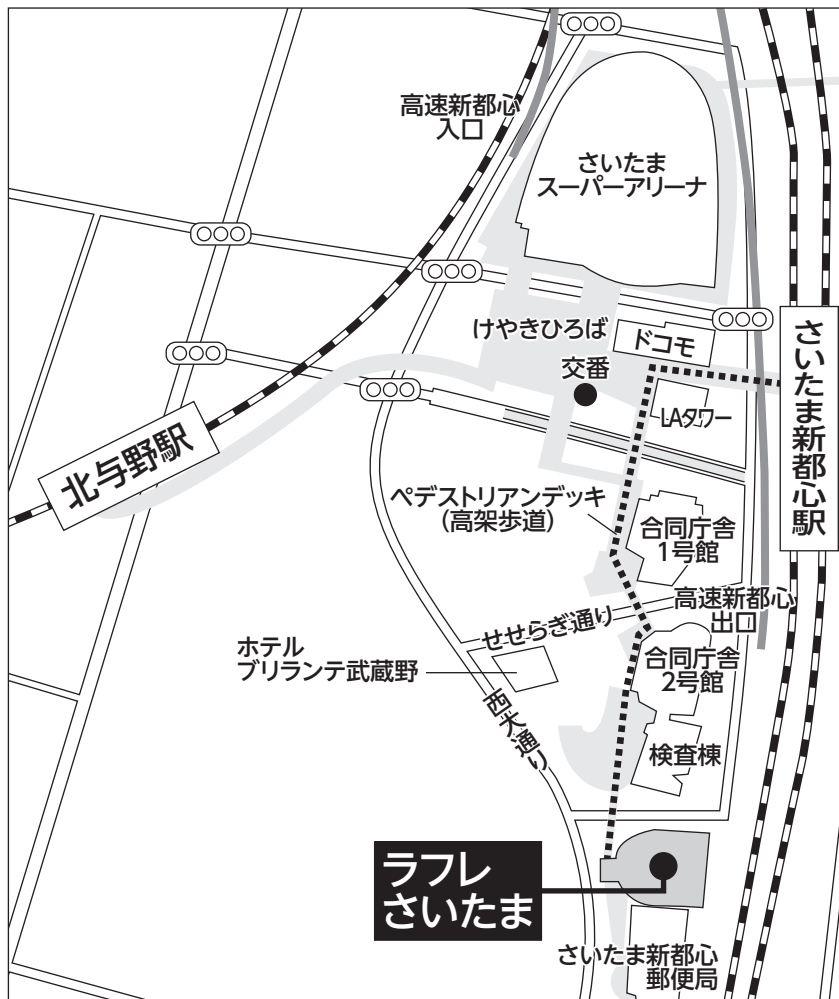 高速新都心
入口
さいたま
スーパーアリーナ
けやきひろば
ドコモ
交番
LAタワー
さいたま新都心駅
北与野駅
ペデストリアンデッキ
(高架歩道)
合同庁舎
1号館
高速新都心
出口
せせらぎ通り
ホテル
ブリランテ武蔵野
合同庁舎
2号館
西大通り
検査棟
ラフレ
さいたま
さいたま新都心
郵便局